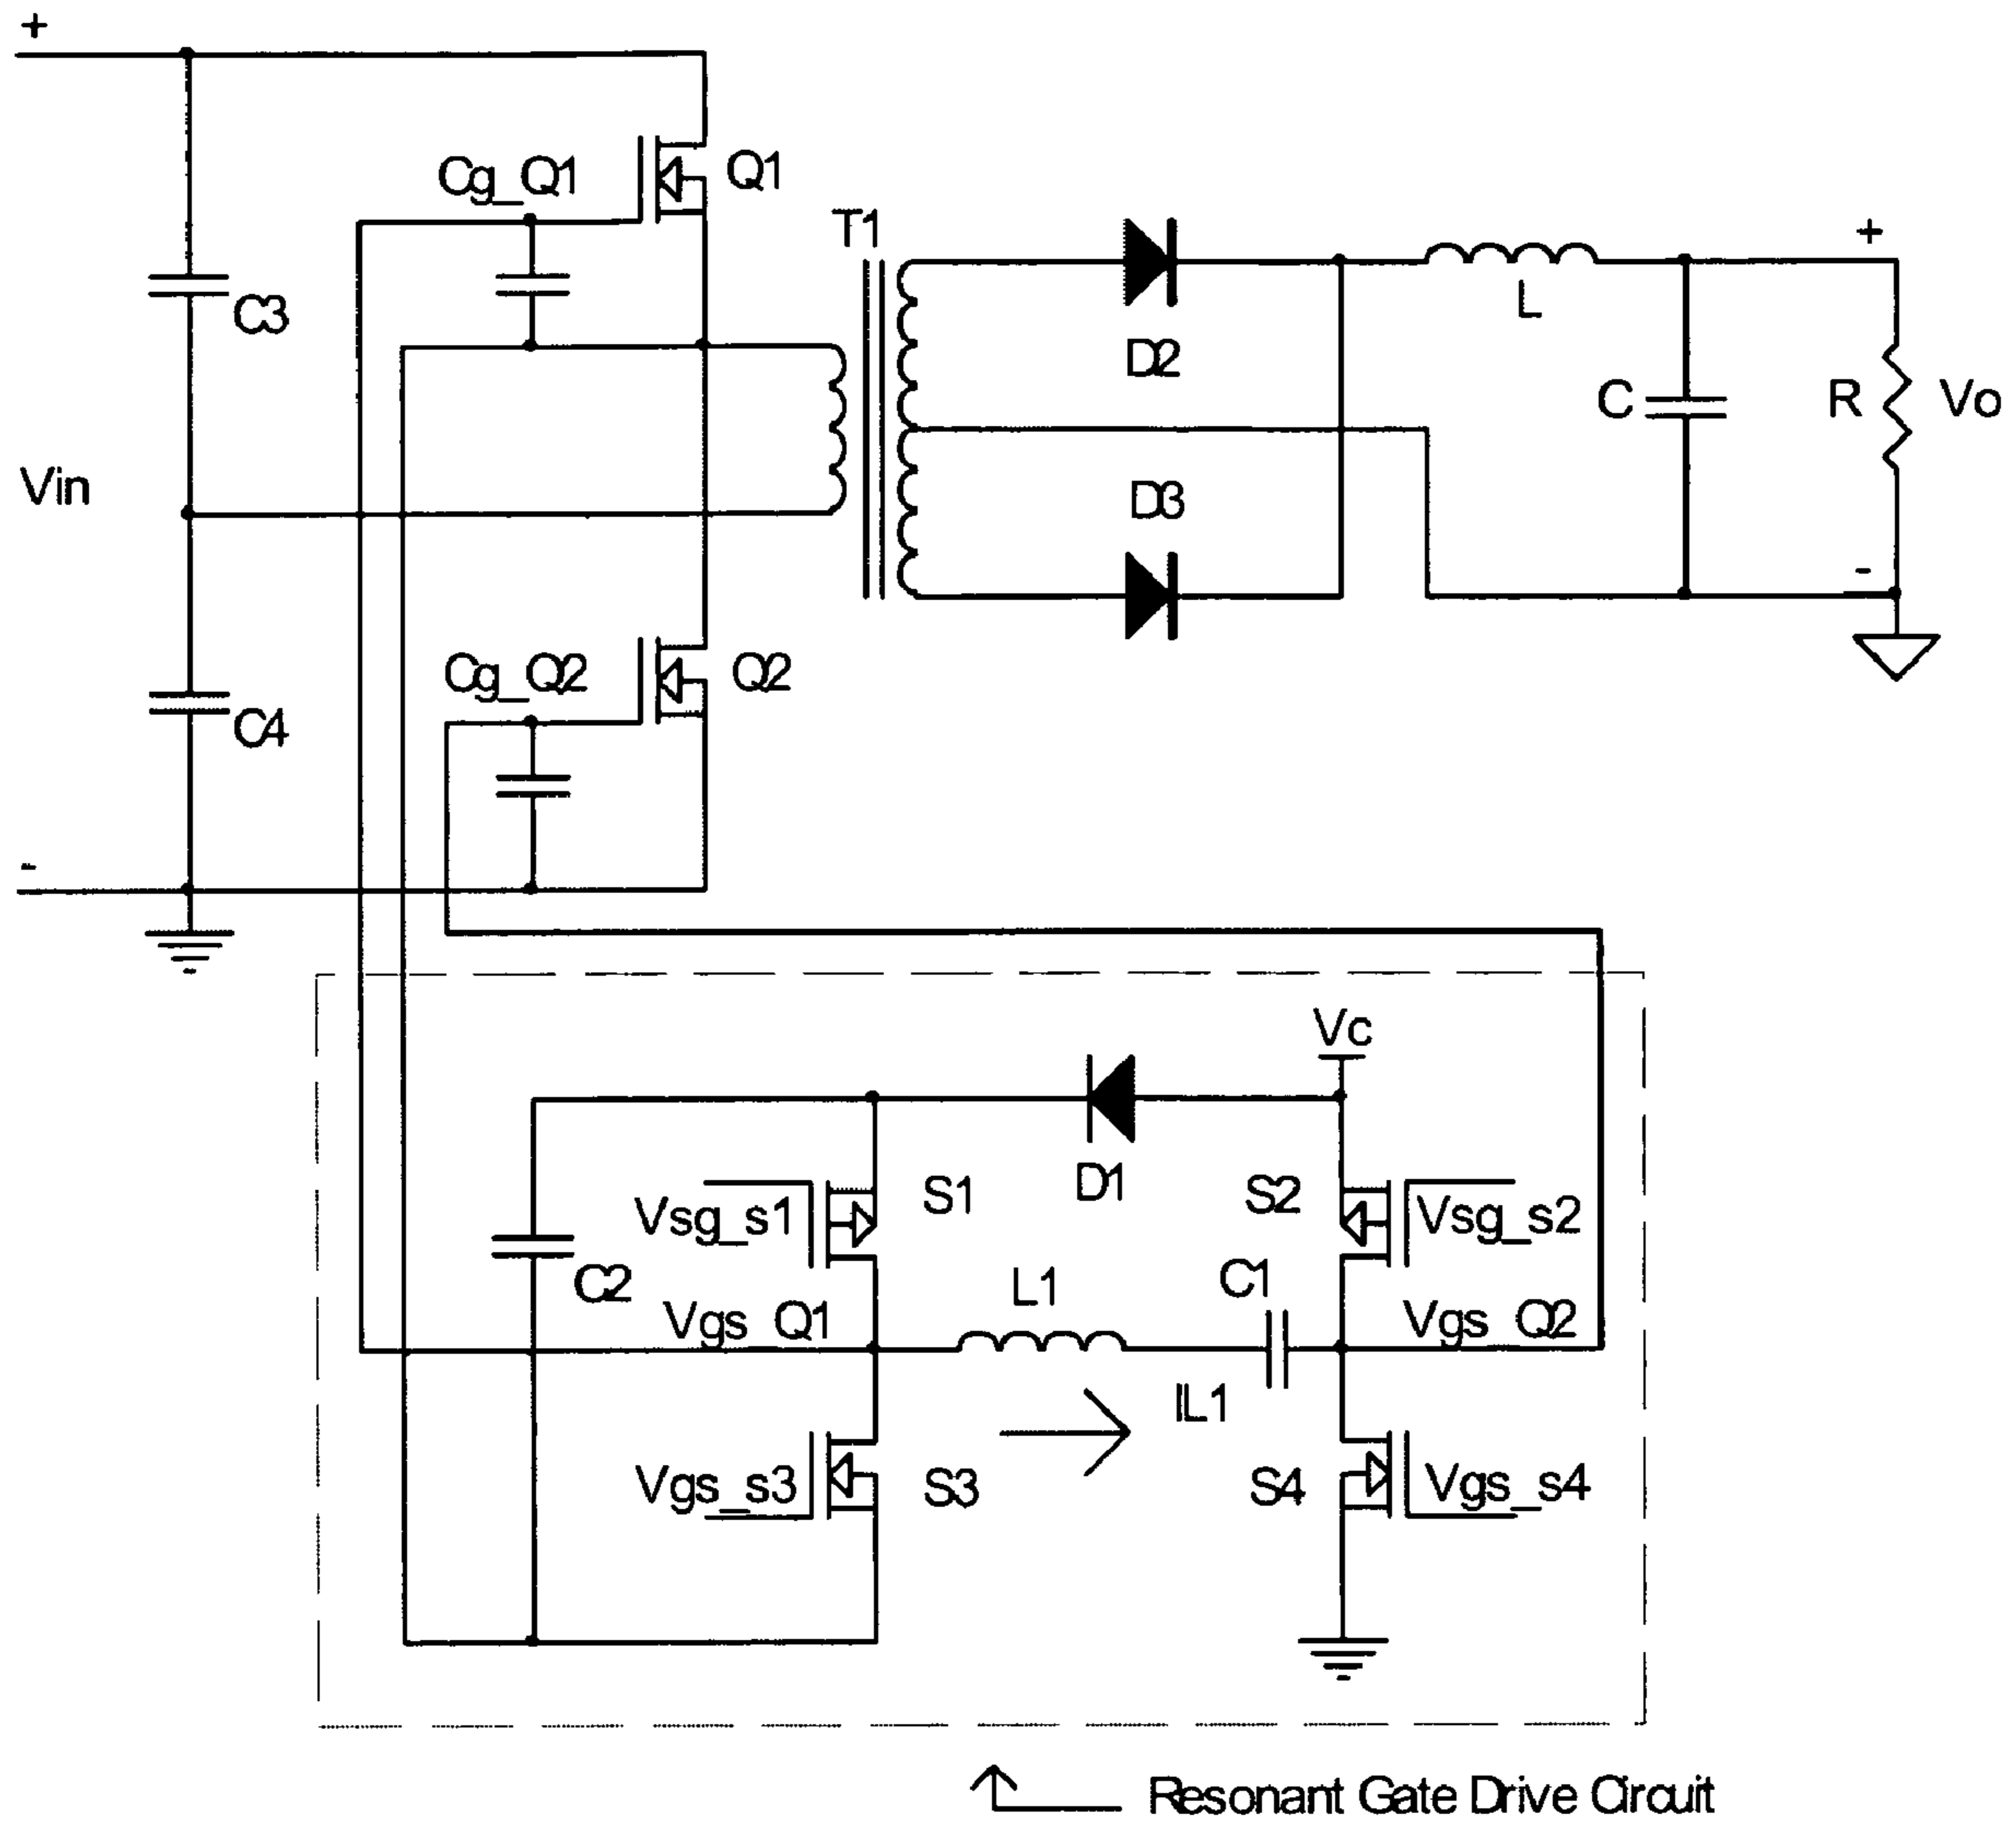 +
Cg_Q1
Q1
T1
+
C3
L
D2
C
R
Vo
Vin
D3
-
Cg_Q2
Q2
C4
-
Vc
D1
S1
S2
Vsg_s1
Vsg_s2
C2
L1
C1
Vgs_Q1
Vgs_Q2
IL1
Vgs_s3
S3
S4
Vgs_s4
Resonant Gate Drive Circuit